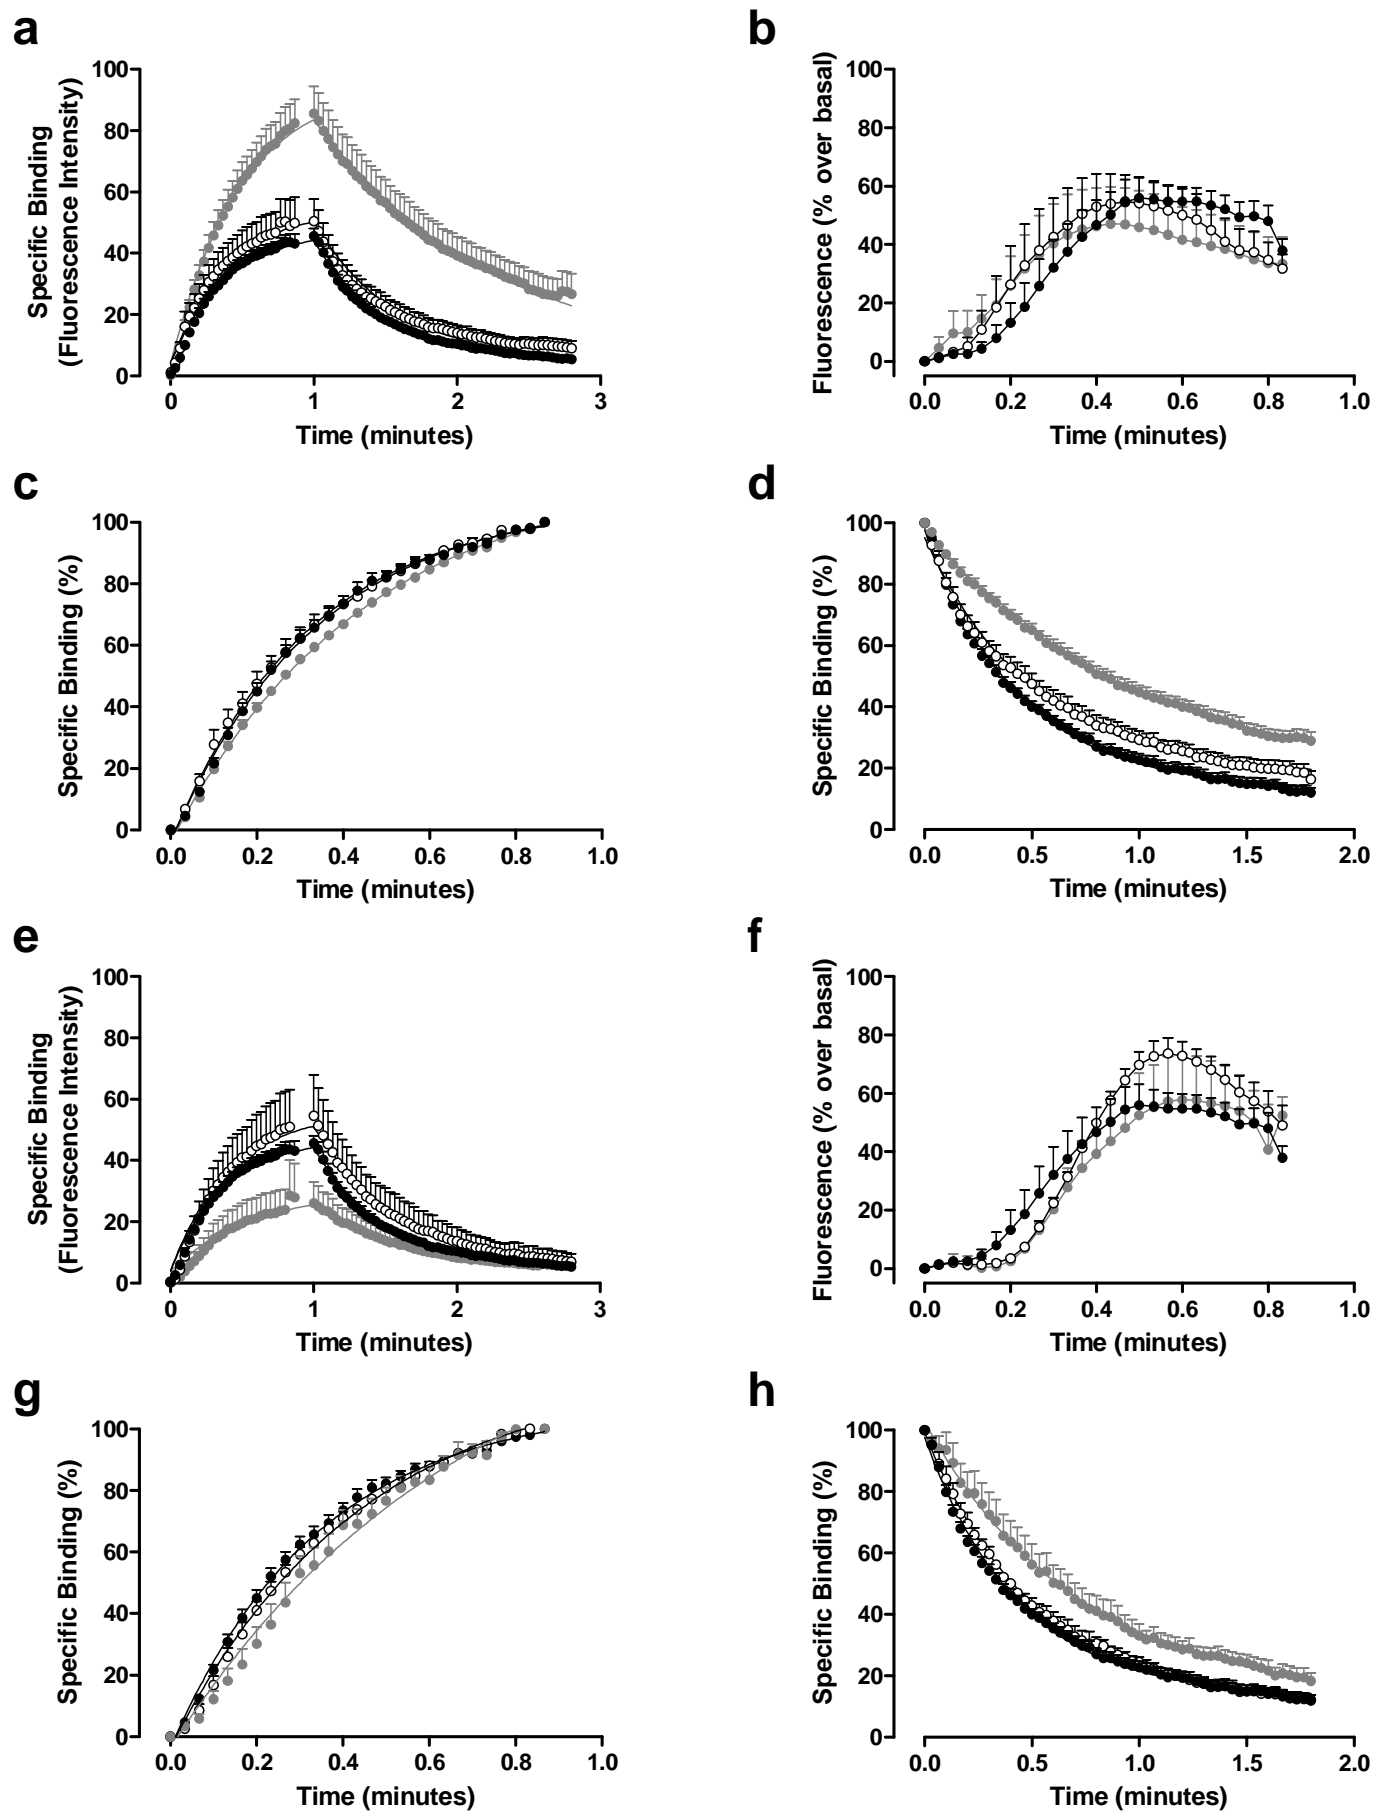 a
Specific Binding
(Fluorescence Intensity)
100
80
60
40
20
0
0 1 2 3
Time (minutes)
b
Fluorescence (% over basal)
100
80
60
40
20
0
0.0 0.2 0.4 0.6 0.8 1.0
Time (minutes)
c
Specific Binding (%)
100
80
60
40
20
0
0.0 0.2 0.4 0.6 0.8 1.0
Time (minutes)
d
Specific Binding (%)
100
80
60
40
20
0
0.0 0.5 1.0 1.5 2.0
Time (minutes)
e
Specific Binding
(Fluorescence Intensity)
100
80
60
40
20
0
0 1 2 3
Time (minutes)
f
Fluorescence (% over basal)
100
80
60
40
20
0
0.0 0.2 0.4 0.6 0.8 1.0
Time (minutes)
g
Specific Binding (%)
100
80
60
40
20
0
0.0 0.2 0.4 0.6 0.8 1.0
Time (minutes)
h
Specific Binding (%)
100
80
60
40
20
0
0.0 0.5 1.0 1.5 2.0
Time (minutes)